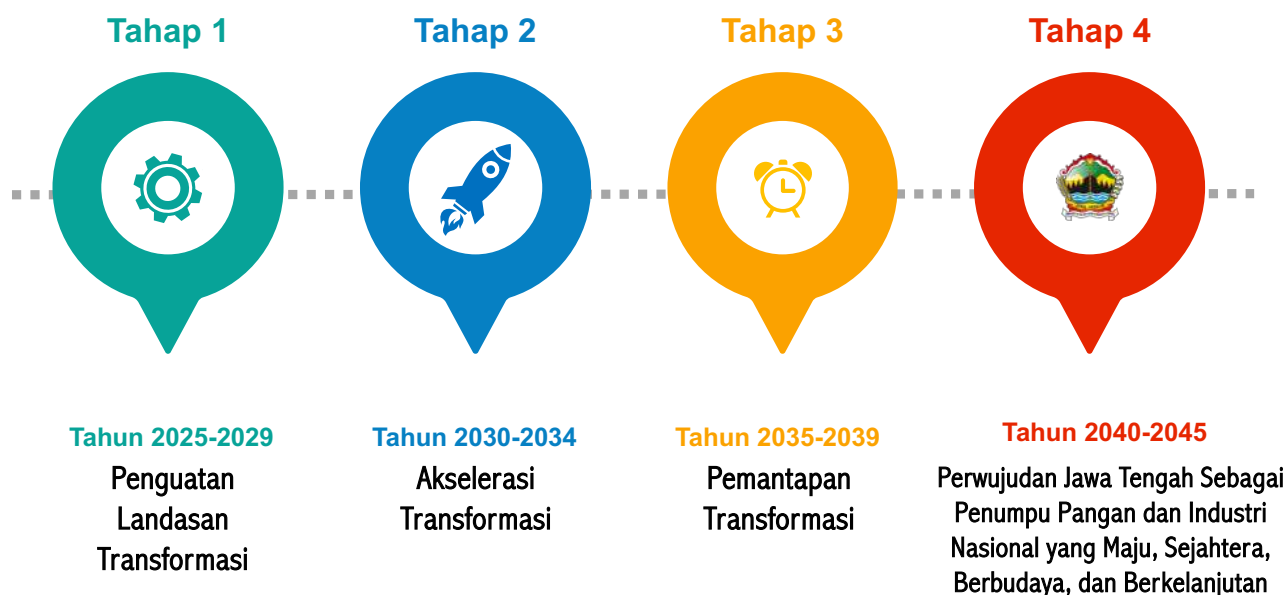 Tahap 1
Tahap 2
Tahap 3
Tahap 4
Tahun 2025-2029
Penguatan
Landasan
Transformasi
Tahun 2030-2034
Akselerasi
Transformasi
Tahun 2035-2039
Pemantapan
Transformasi
Tahun 2040-2045
Perwujudan Jawa Tengah Sebagai
Penumpu Pangan dan Industri
Nasional yang Maju, Sejahtera,
Berbudaya, dan Berkelanjutan